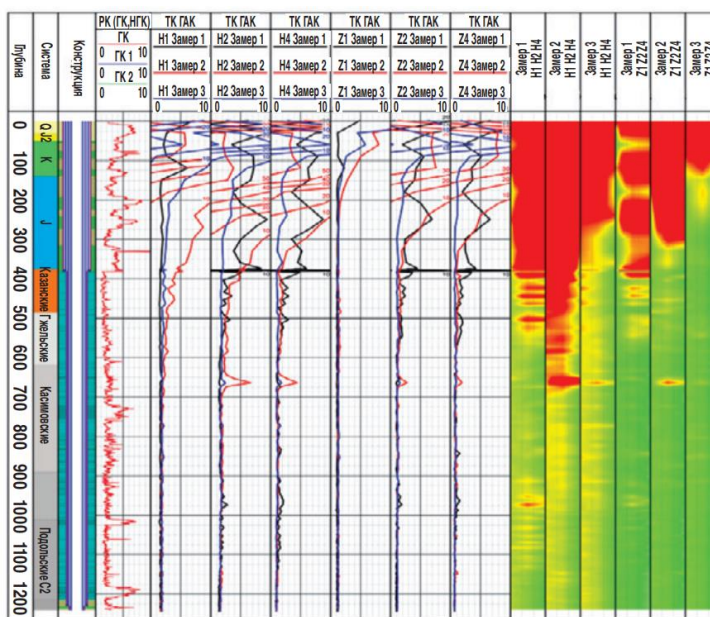 Глубина
Система
Конструкция
РК (ГК,НГК)
ГК
0 10
ГК 1
0 10
ГК 2
0 10
ТК ГАК
H1 Замер 1
H1 Замер 2
H1 Замер 3
10
ТК ГАК
H2 Замер 1
H2 Замер 2
H2 Замер 3
10
ТК ГАК
H4 Замер 1
H4 Замер 2
H4 Замер 3
10
ТК ГАК
Z1 Замер 1
Z1 Замер 2
Z1 Замер 3
10
ТК ГАК
Z2 Замер 1
Z2 Замер 2
Z2 Замер 3
10
ТК ГАК
Z4 Замер 1
Z4 Замер 2
Z4 Замер 3
10
Замер 1
H1 H2 H4
Замер 2
H1 H2 H4
Замер 3
H1 H2 H4
Замер 1
Z1 Z2 Z4
Замер 2
Z1 Z2 Z4
Замер 3
Z1 Z2 Z4
0
100
200
300
400
500
600
700
800
900
1000
1100
1200
Q
J2
K
J
Казанские
Гжельские
Касимовские
Подольские C2